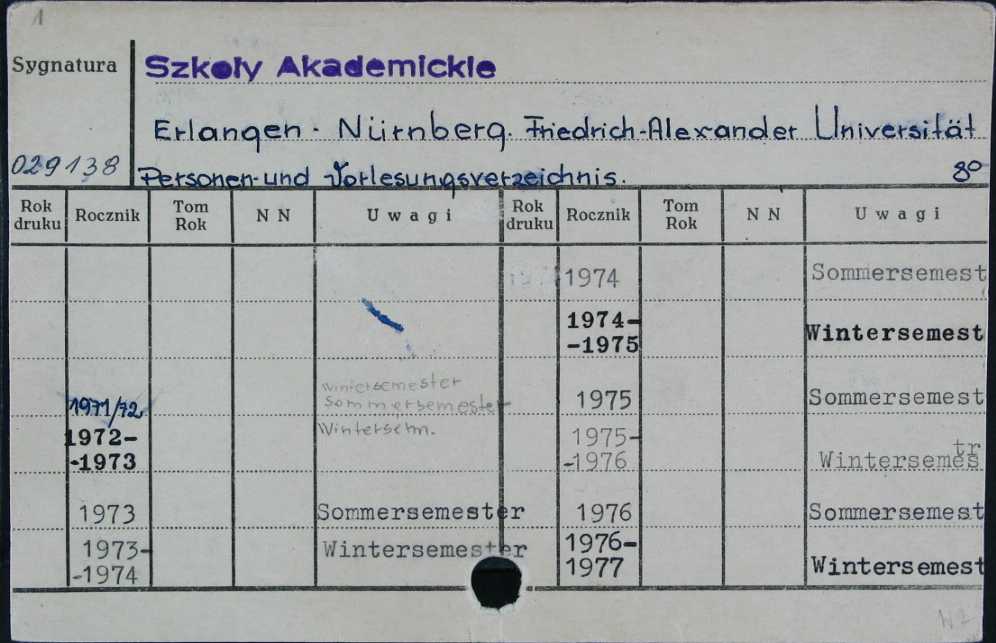 1
Sygnatura
Szkoły Akademickie
Erlangen - Nürnberg. Friedrich-Alexander Universität
029138
Personen-und Vorlesungsverzeichnis.
8º
Rok druku Rocznik Tom Rok N N Uwagi Rok druku Rocznik Tom Rok N N Uwagi
1974 Sommersemest
1974-
-1975 Wintersemest
Wintersemester
1971/72 Sommersemester 1975 Sommersemest
1972-
-1973 Wintersem. 1975-
-1976 Wintersemestr
1973 Sommersemester 1976 Sommersemest
1973-
-1974 Wintersemester 1976-
1977 Wintersemest